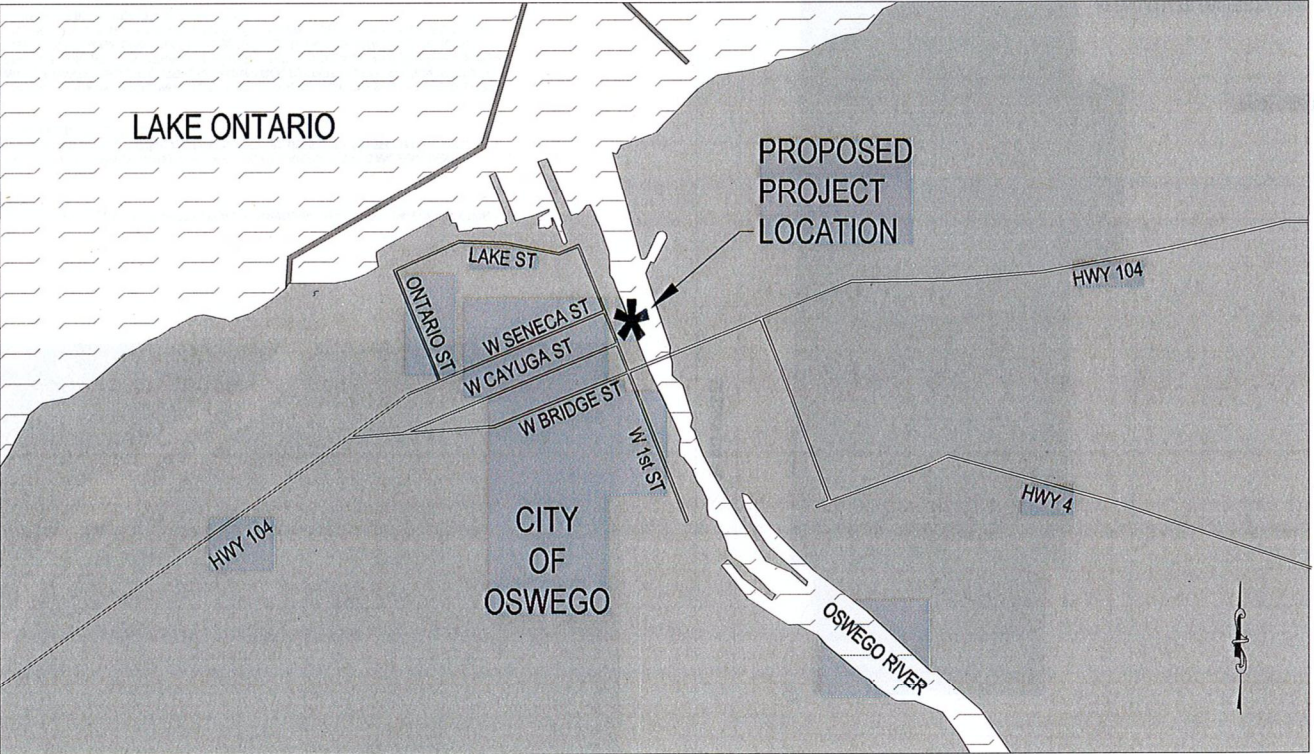 LAKE ONTARIO
PROPOSED
PROJECT
LOCATION
LAKE ST
HWY 104
ONTARIO ST
W SENECA ST
W CAYUGA ST
W BRIDGE ST
W 1st ST
HWY 4
CITY
OF
OSWEGO
HWY 104
OSWEGO RIVER